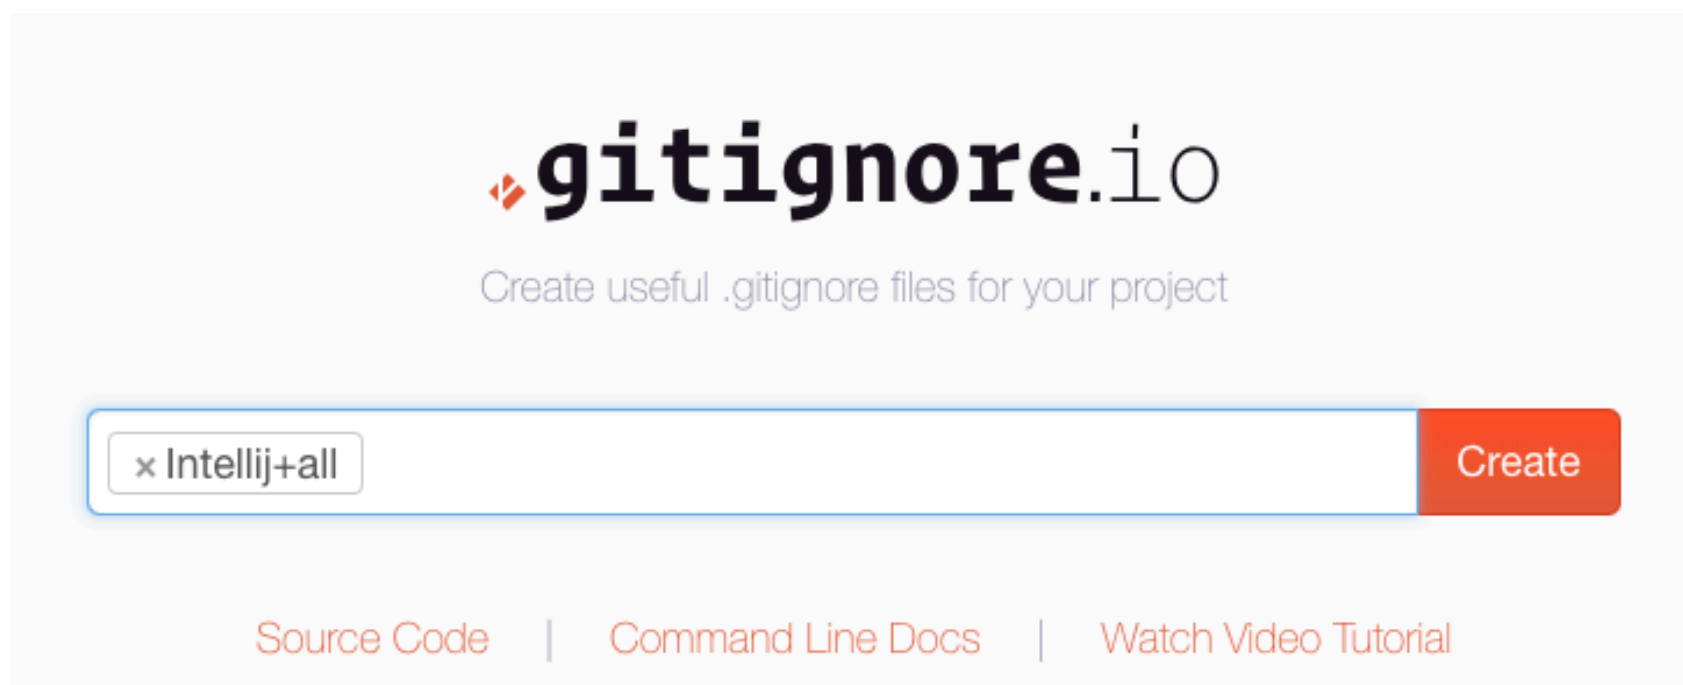 .gitignore.io
Create useful .gitignore files for your project
× Intellij+all
Create
Source Code | Command Line Docs | Watch Video Tutorial